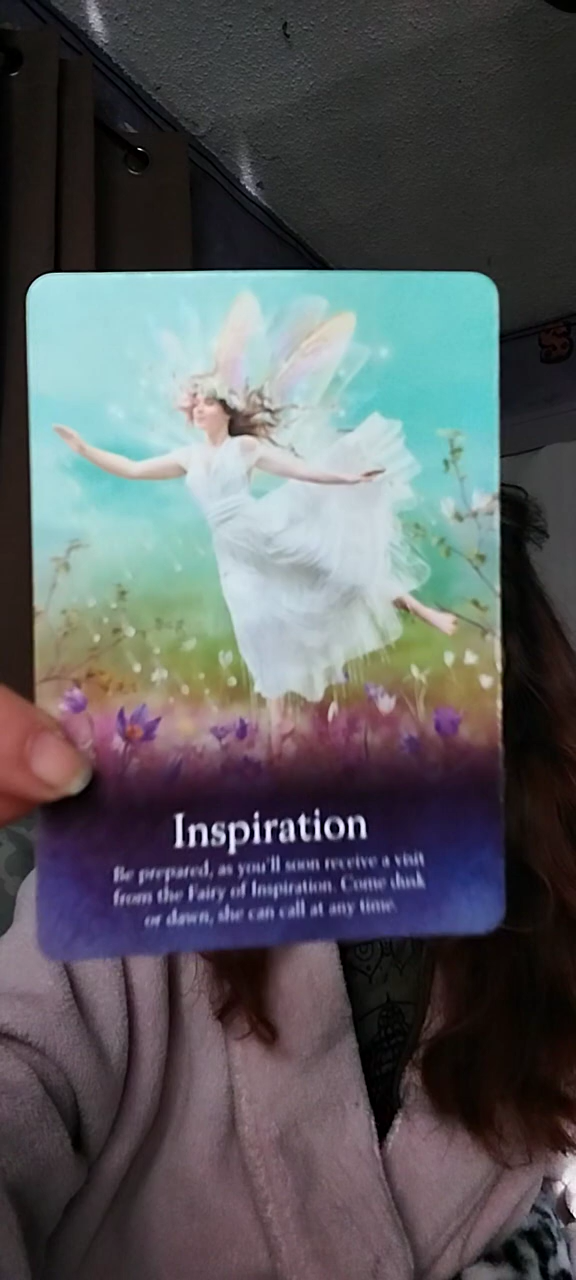 Inspiration
Be prepared, as you'll soon receive a visit
from the Fairy of Inspiration. Come dusk
or dawn, she can call at any time.